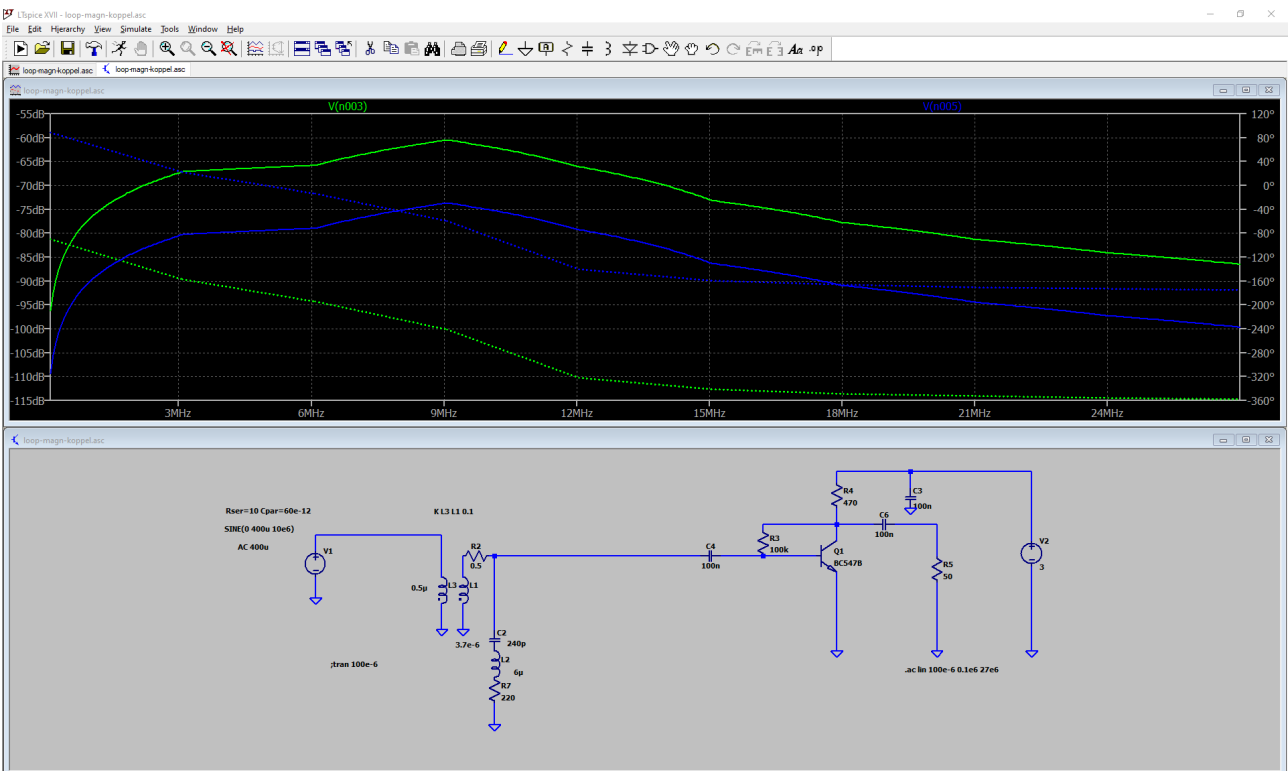 LTspice XVII - loop-magn-koppel.asc
File Edit Hierarchy View Simulate Tools Window Help
loop-magn-koppel.asc loop-magn-koppel.asc
loop-magn-koppel.asc
V(n003) V(n005)
-55dB 120°
-60dB 80°
-65dB 40°
-70dB 0°
-75dB -40°
-80dB -80°
-85dB -120°
-90dB -160°
-95dB -200°
-100dB -240°
-105dB -280°
-110dB -320°
-115dB -360°
3MHz 6MHz 9MHz 12MHz 15MHz 18MHz 21MHz 24MHz
loop-magn-koppel.asc
Rser=10 Cpar=60e-12
SINE(0 400u 10e6)
AC 400u
V1
K L3 L1 0.1
0.5µ
L3
L1
3.7e-6
R2
0.5
C2
240p
L2
6µ
R7
220
;tran 100e-6
C4
100n
R3
100k
R4
470
Q1
BC547B
C3
100n
C6
100n
R5
50
V2
3
.ac lin 100e-6 0.1e6 27e6